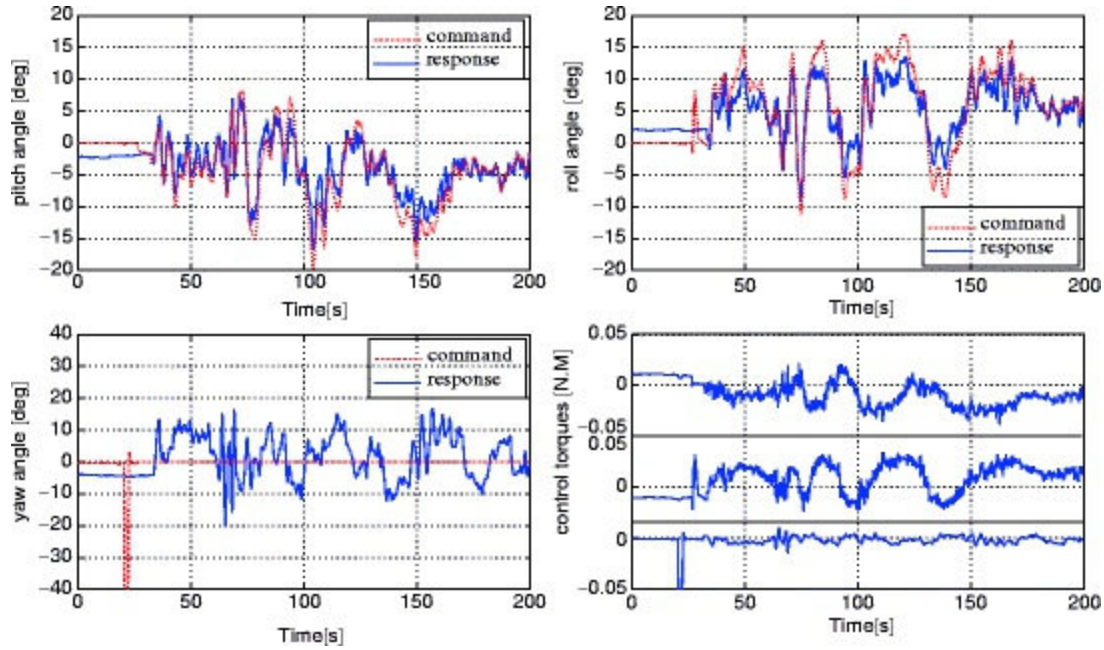 20
15
10
5
0
−5
−10
−15
−20
pitch angle [deg]
command
response
0 50 100 150 200
Time[s]
20
15
10
5
0
−5
−10
−15
−20
roll angle [deg]
command
response
0 50 100 150 200
Time[s]
40
30
20
10
0
−10
−20
−30
−40
yaw angle [deg]
command
response
0 50 100 150 200
Time[s]
0.05
0
−0.05
0.05
0
0
−0.05
control torques [N.M]
0 50 100 150 200
Time[s]